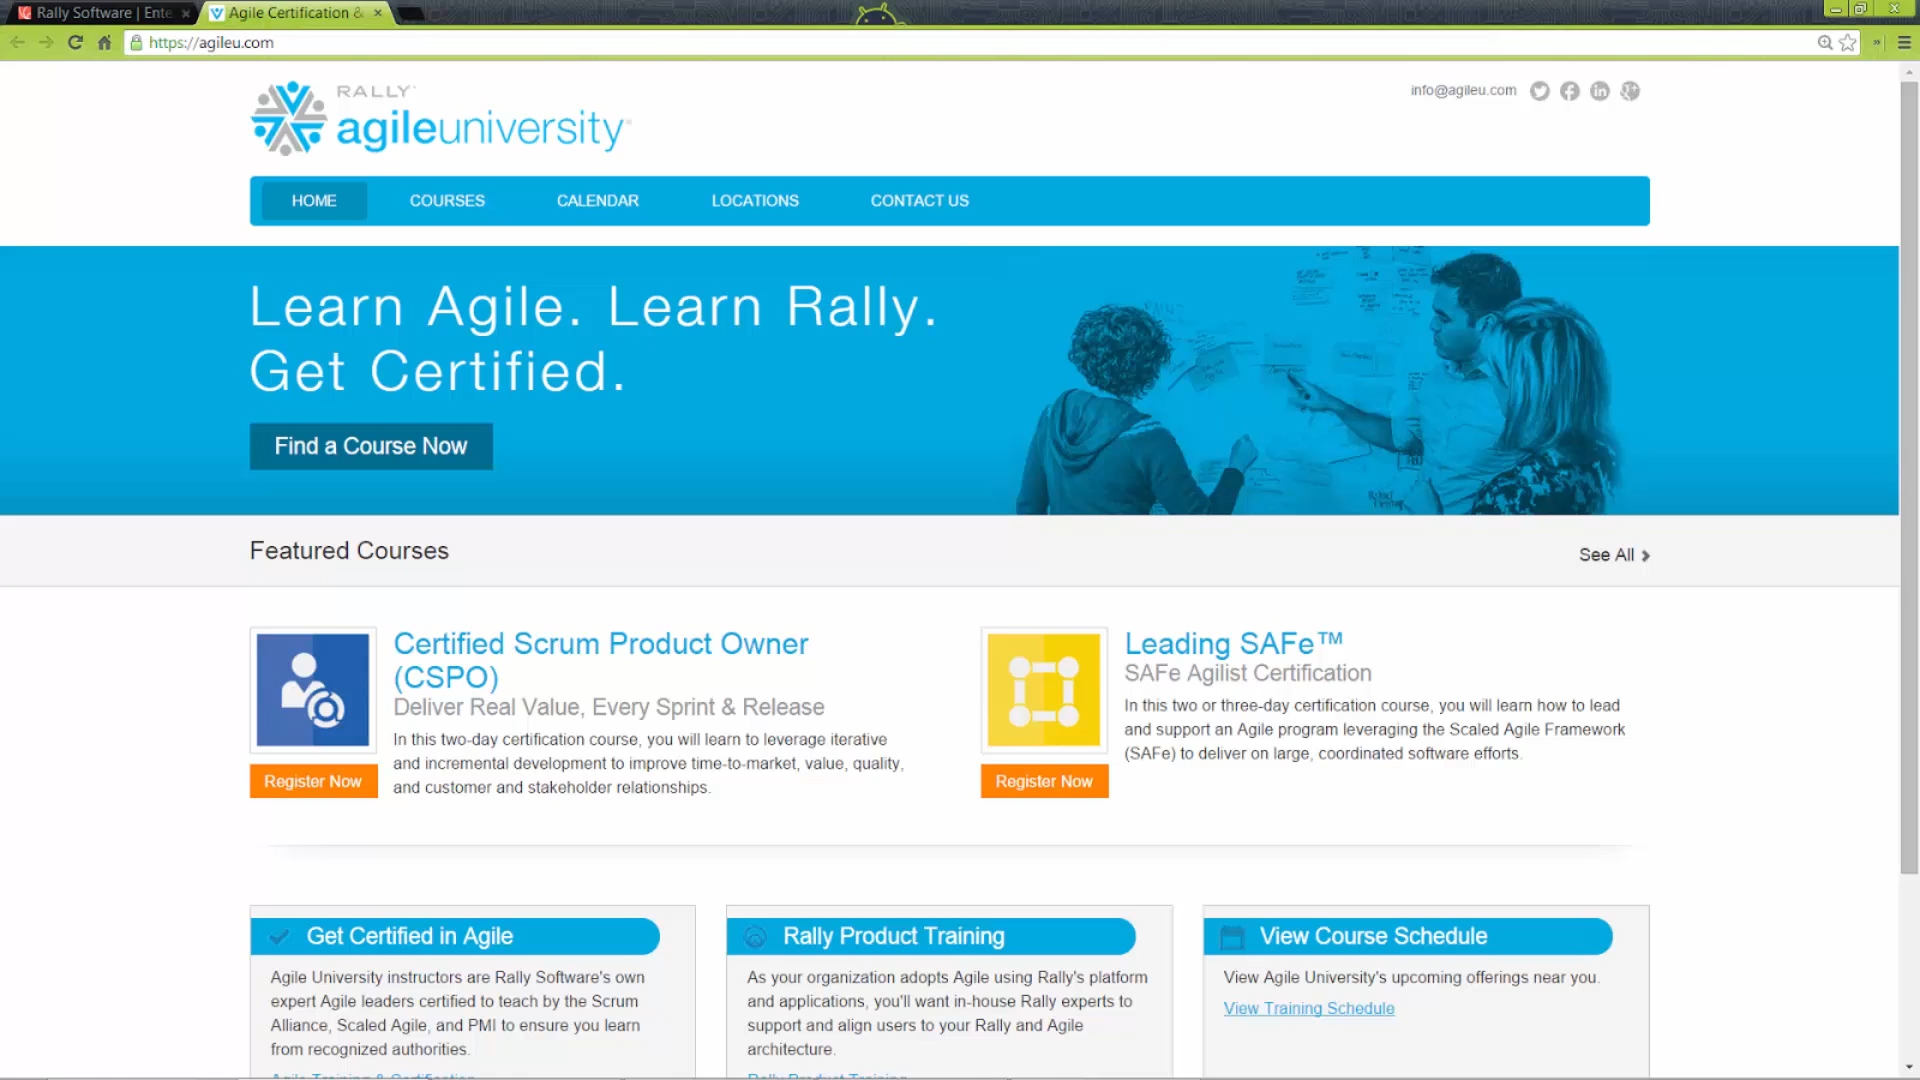 Rally Software | Ente
Agile Certification &
https://agileu.com
RALLY
agileuniversity
info@agileu.com
HOME COURSES CALENDAR LOCATIONS CONTACT US
Learn Agile. Learn Rally.
Get Certified.
Find a Course Now
Featured Courses
See All
Certified Scrum Product Owner
(CSPO)
Deliver Real Value, Every Sprint & Release
In this two-day certification course, you will learn to leverage iterative
and incremental development to improve time-to-market, value, quality,
and customer and stakeholder relationships.
Register Now
Leading SAFe™
SAFe Agilist Certification
In this two or three-day certification course, you will learn how to lead
and support an Agile program leveraging the Scaled Agile Framework
(SAFe) to deliver on large, coordinated software efforts.
Register Now
Get Certified in Agile
Agile University instructors are Rally Software's own
expert Agile leaders certified to teach by the Scrum
Alliance, Scaled Agile, and PMI to ensure you learn
from recognized authorities.
Agile Training & Certification
Rally Product Training
As your organization adopts Agile using Rally's platform
and applications, you'll want in-house Rally experts to
support and align users to your Rally and Agile
architecture.
Rally Product Training
View Course Schedule
View Agile University's upcoming offerings near you.
View Training Schedule